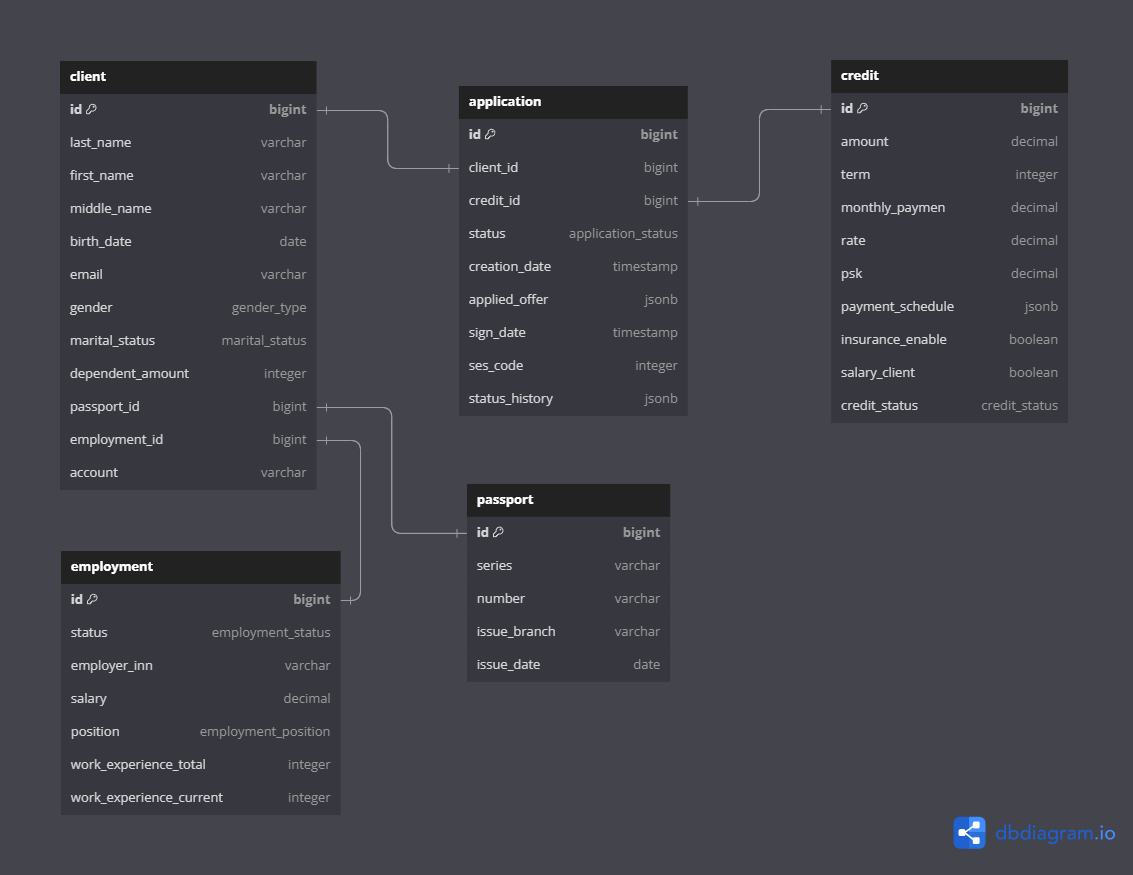 client
id bigint
last_name varchar
first_name varchar
middle_name varchar
birth_date date
email varchar
gender gender_type
marital_status marital_status
dependent_amount integer
passport_id bigint
employment_id bigint
account varchar
application
id bigint
client_id bigint
credit_id bigint
status application_status
creation_date timestamp
applied_offer jsonb
sign_date timestamp
ses_code integer
status_history jsonb
credit
id bigint
amount decimal
term integer
monthly_paymen decimal
rate decimal
psk decimal
payment_schedule jsonb
insurance_enable boolean
salary_client boolean
credit_status credit_status
passport
id bigint
series varchar
number varchar
issue_branch varchar
issue_date date
employment
id bigint
status employment_status
employer_inn varchar
salary decimal
position employment_position
work_experience_total integer
work_experience_current integer
dbdiagram.io